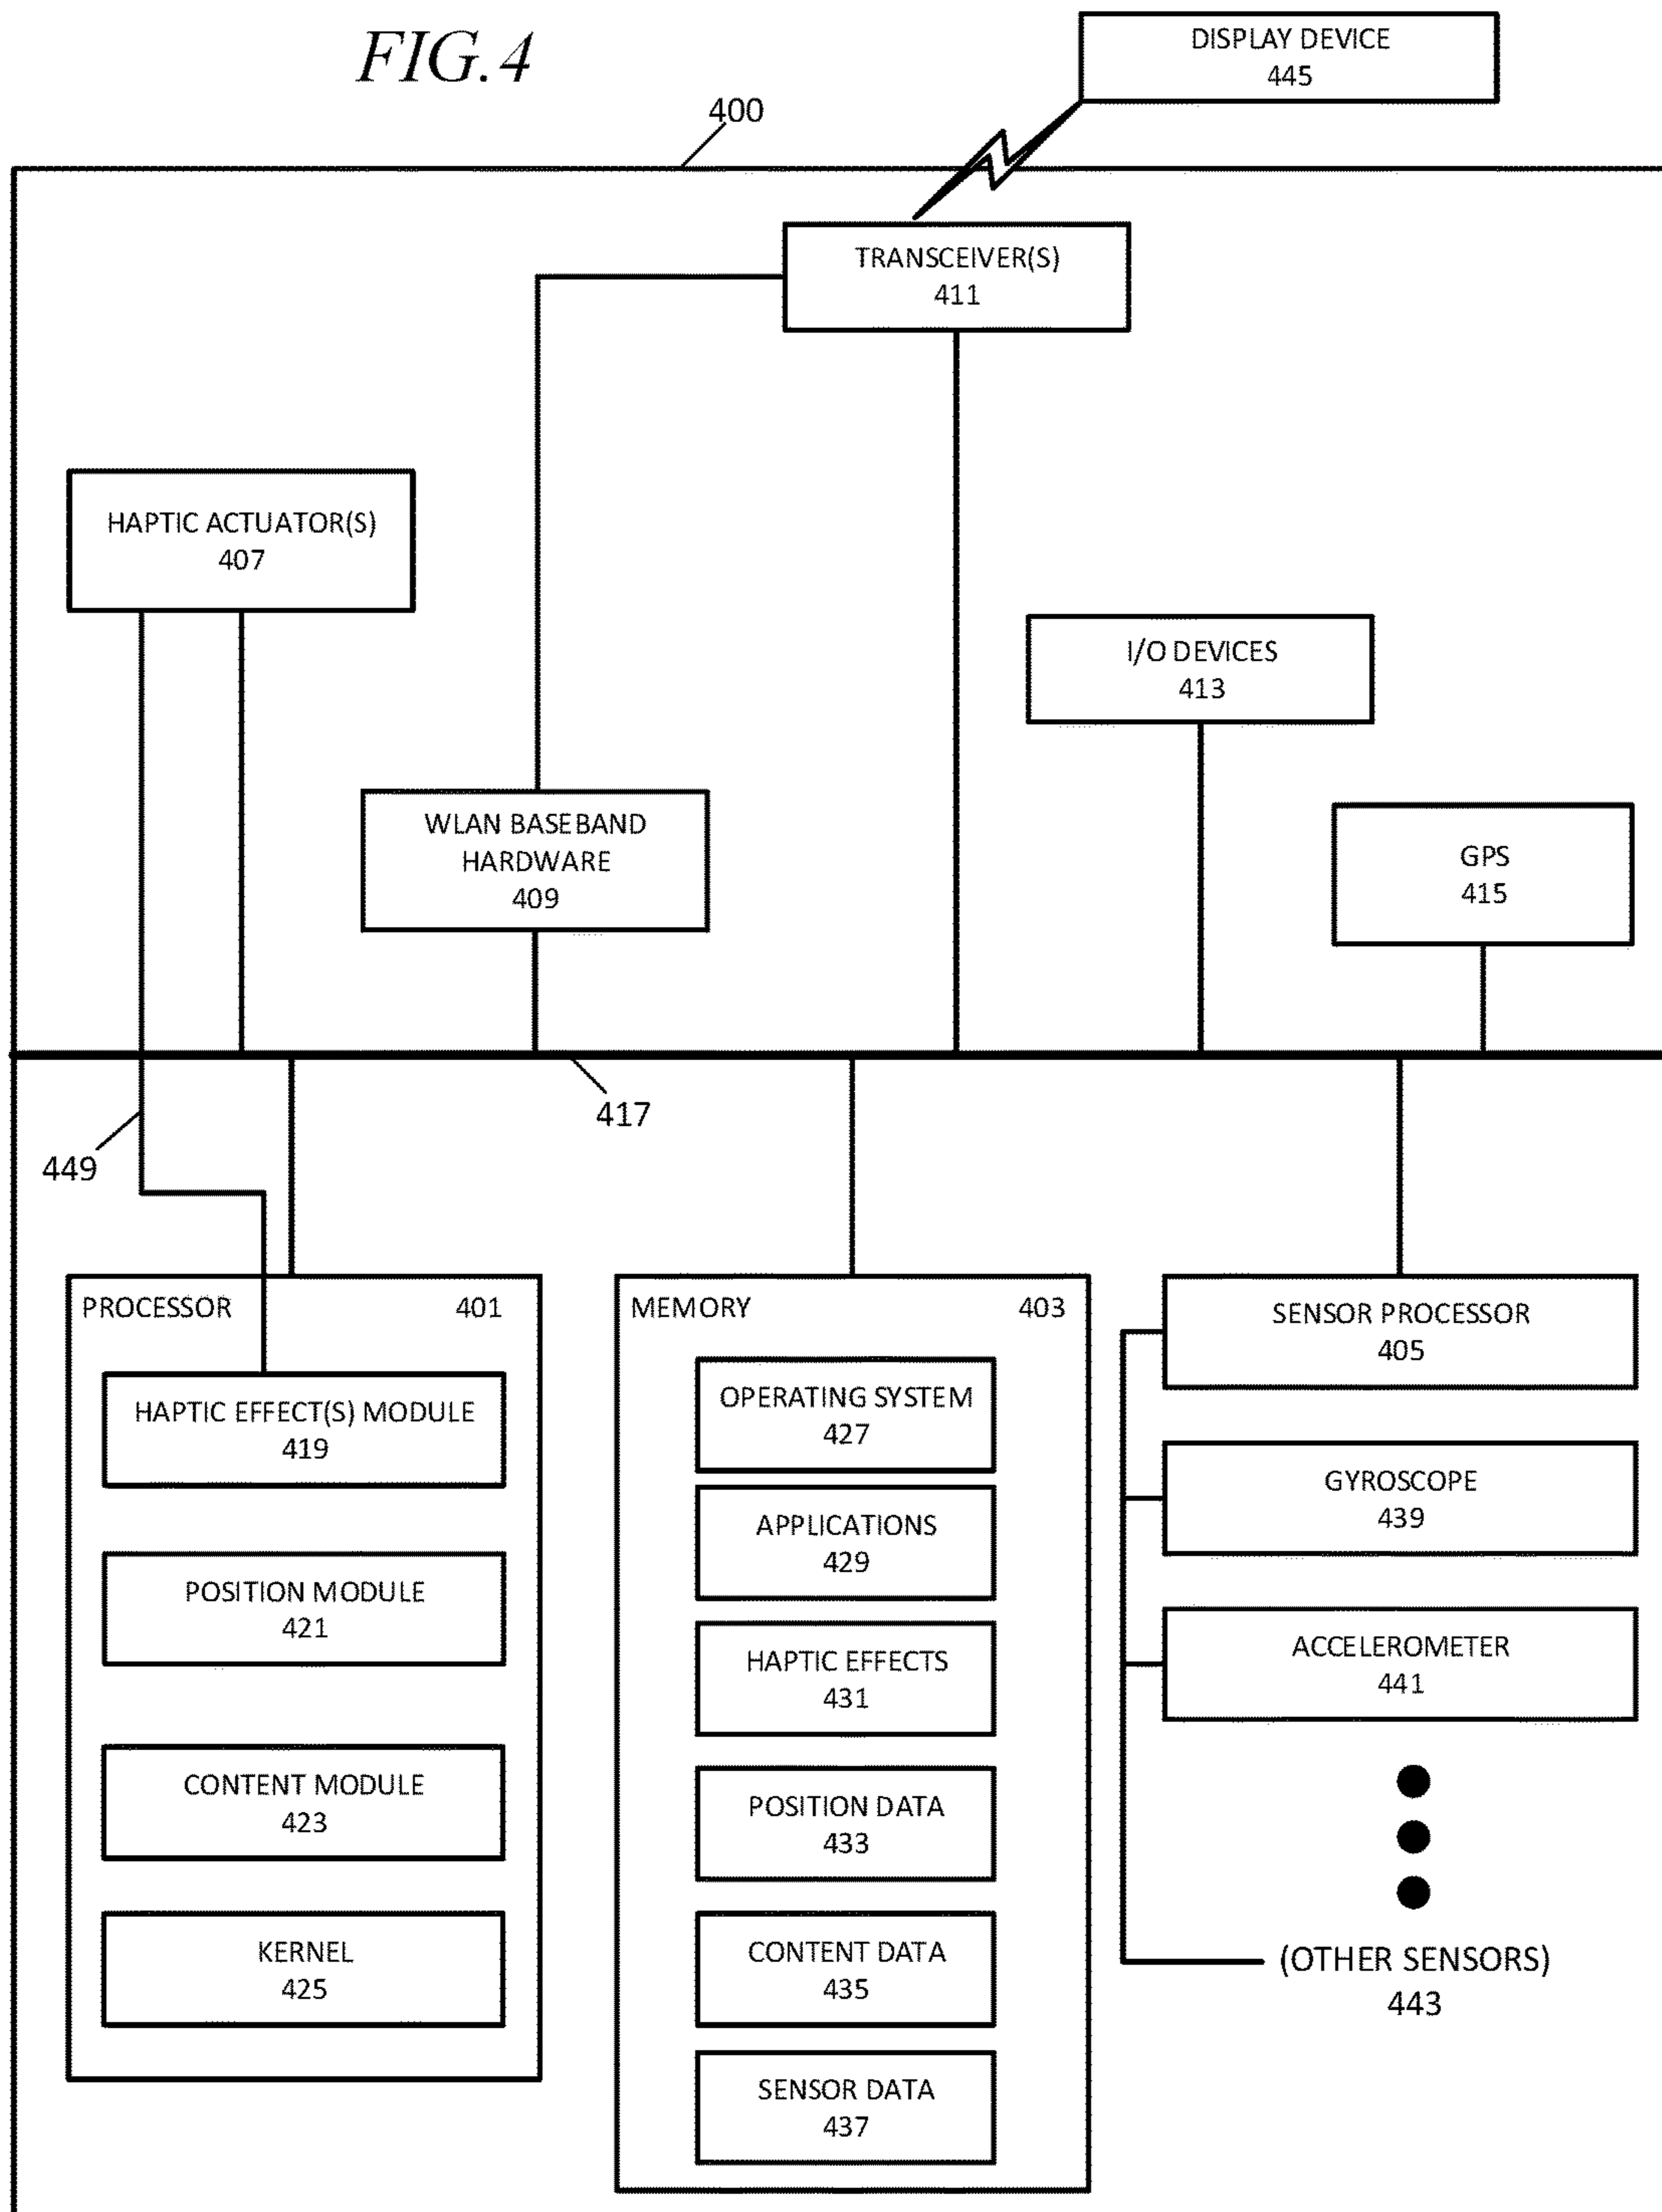 FIG.4
DISPLAY DEVICE
445
400
TRANSCEIVER(S)
411
HAPTIC ACTUATOR(S)
407
I/O DEVICES
413
WLAN BASEBAND
HARDWARE
409
GPS
415
417
449
PROCESSOR 401
HAPTIC EFFECT(S) MODULE
419
POSITION MODULE
421
CONTENT MODULE
423
KERNEL
425
MEMORY 403
OPERATING SYSTEM
427
APPLICATIONS
429
HAPTIC EFFECTS
431
POSITION DATA
433
CONTENT DATA
435
SENSOR DATA
437
SENSOR PROCESSOR
405
GYROSCOPE
439
ACCELEROMETER
441
(OTHER SENSORS)
443